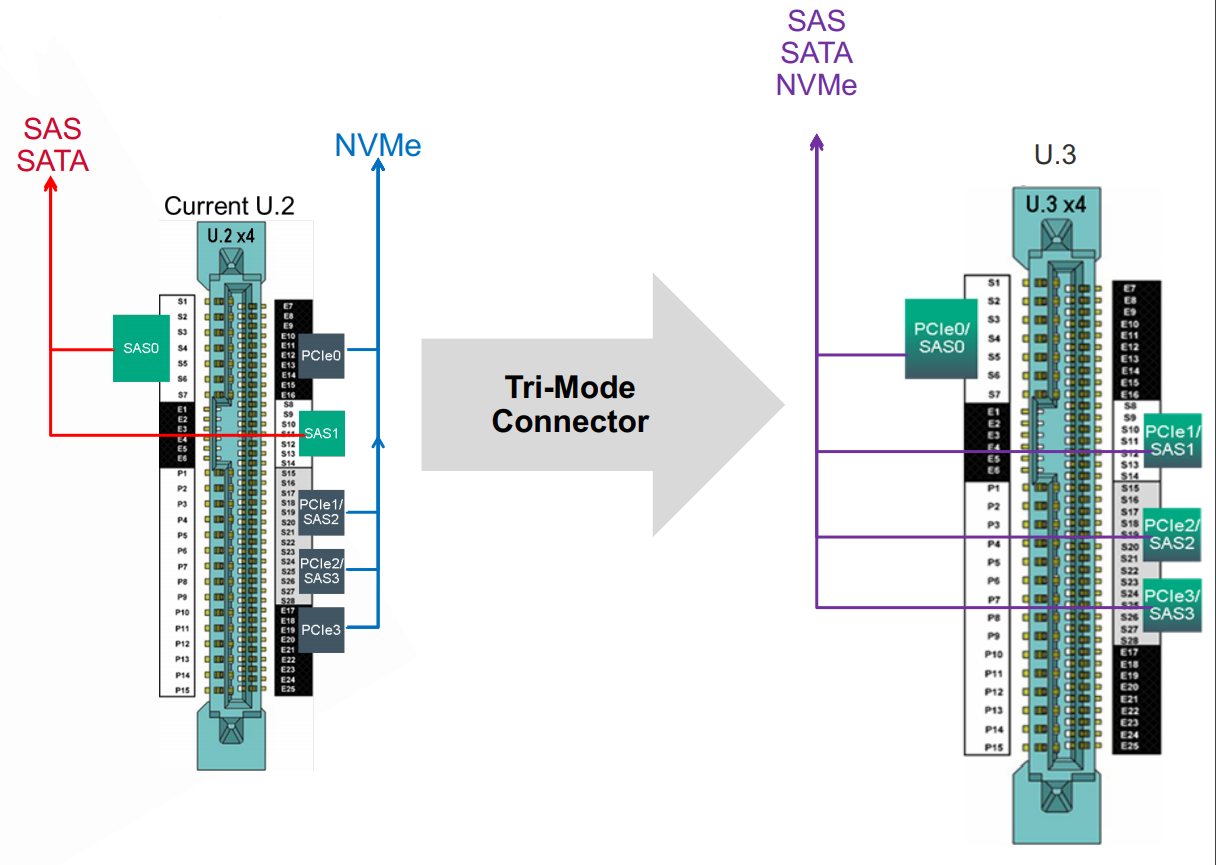 SAS
SATA
NVMe
SAS
SATA
NVMe
U.3
Current U.2
U.2 x4
U.3 x4
S1
S2
S3
S4
S5
S6
S7
E1
E2
E3
E4
E5
E6
P1
P2
P3
P4
P5
P6
P7
P8
P9
P10
P11
P12
P13
P14
P15
SAS0
E7
E8
E9
E10
E11
E12
E13
E14
E15
E16
S8
S9
S10
S12
S13
S14
S15
S16
S17
S18
S19
S20
S21
S22
S23
S24
S25
S26
S27
S28
E17
E18
E19
E20
E21
E22
E23
E24
E25
PCIe0
SAS1
PCIe1/
SAS2
PCIe2/
SAS3
PCIe3
Tri-Mode
Connector
PCIe0/
SAS0
S1
S2
S3
S4
S5
S6
S7
E1
E2
E3
E4
E5
E6
P1
P2
P3
P4
P5
P6
P7
P8
P9
P10
P11
P12
P13
P14
P15
E7
E8
E9
E10
E11
E12
E13
E14
E15
E16
S8
S9
S10
S11
S12
S13
S14
S15
S16
S17
S18
S19
S20
S21
S22
S23
S24
S25
S26
S27
S28
E17
E18
E19
E20
E21
E22
E23
E24
E25
PCIe1/
SAS1
PCIe2/
SAS2
PCIe3/
SAS3